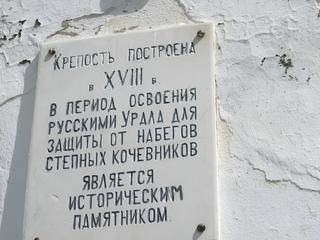 КРЕПОСТЬ ПОСТРОЕНА
В XVIII В.
В ПЕРИОД ОСВОЕНИЯ
РУССКИМИ УРАЛА ДЛЯ
ЗАЩИТЫ ОТ НАБЕГОВ
СТЕПНЫХ КОЧЕВНИКОВ
ЯВЛЯЕТСЯ
ИСТОРИЧЕСКИМ
ПАМЯТНИКОМ.